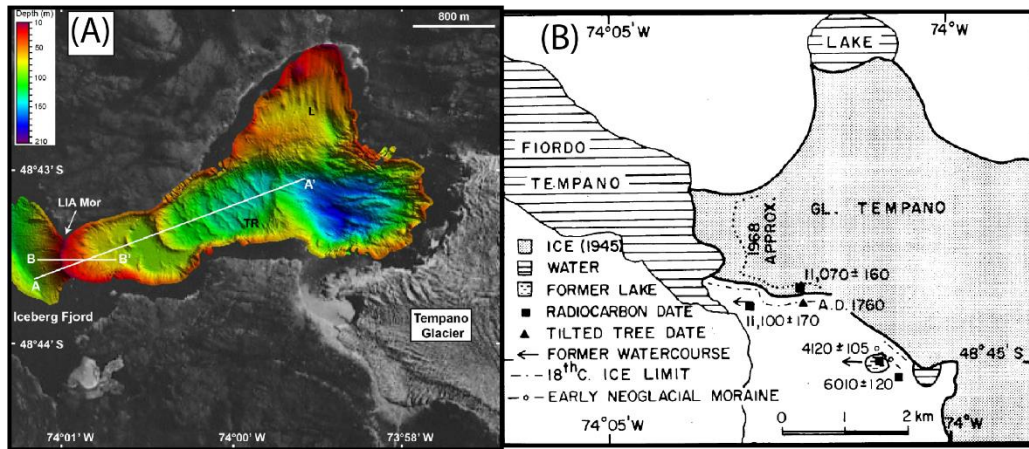 Depth (m)
10
50
100
150
210
(A)
800 m
L
48°43' S
LIA Mor
A'
TR
B
B'
A
Iceberg Fjord
48°44' S
Tempano
Glacier
74°01' W
74°00' W
73°58' W
(B)
74°05' W
74°W
LAKE
FIORDO
TEMPANO
GL. TEMPANO
1968
APPROX.
ICE (1945)
WATER
FORMER LAKE
RADIOCARBON DATE
TILTED TREE DATE
FORMER WATERCOURSE
18th C. ICE LIMIT
EARLY NEOGLACIAL MORAINE
11,070 ± 160
A.D. 1760
11,100 ± 170
4120 ± 105
48°45' S
6010 ± 120
0 1 2 km
74°05' W
74°W